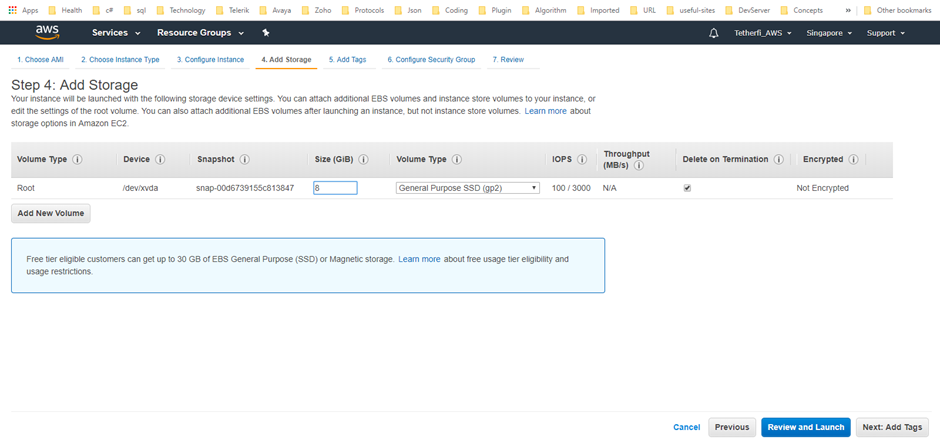 Apps Health c# sql Technology Telerik Avaya Zoho Protocols Json Coding Plugin Algorithm Imported URL useful-sites DevServer Concepts » Other bookmarks
aws Services Resource Groups Tetherfi_AWS Singapore Support
1. Choose AMI 2. Choose Instance Type 3. Configure Instance 4. Add Storage 5. Add Tags 6. Configure Security Group 7. Review
Step 4: Add Storage
Your instance will be launched with the following storage device settings. You can attach additional EBS volumes and instance store volumes to your instance, or
edit the settings of the root volume. You can also attach additional EBS volumes after launching an instance, but not instance store volumes. Learn more about
storage options in Amazon EC2.
Volume Type Device Snapshot Size (GiB) Volume Type IOPS Throughput (MB/s) Delete on Termination Encrypted
Root /dev/xvda snap-00d6739155c813847 8 General Purpose SSD (gp2) 100 / 3000 N/A Not Encrypted
Add New Volume
Free tier eligible customers can get up to 30 GB of EBS General Purpose (SSD) or Magnetic storage. Learn more about free usage tier eligibility and
usage restrictions.
Cancel Previous Review and Launch Next: Add Tags